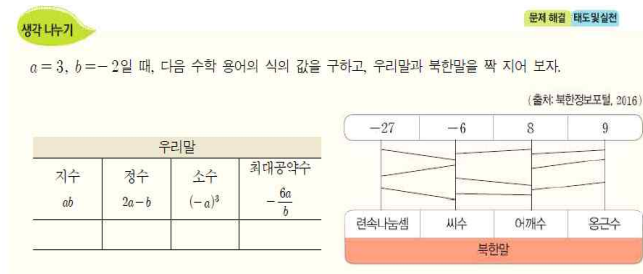 생각 나누기
문제 해결 태도및실천
a=3, b=-2일 때, 다음 수학 용어의 식의 값을 구하고, 우리말과 북한말을 짝 지어 보자.
(출처: 북한정보포털, 2016)
우리말
지수 정수 소수 최대공약수
ab 2a-b (-a)³ -6a/b
-27 -6 8 9
련속나눗셈 씨수 어깨수 옹근수
북한말